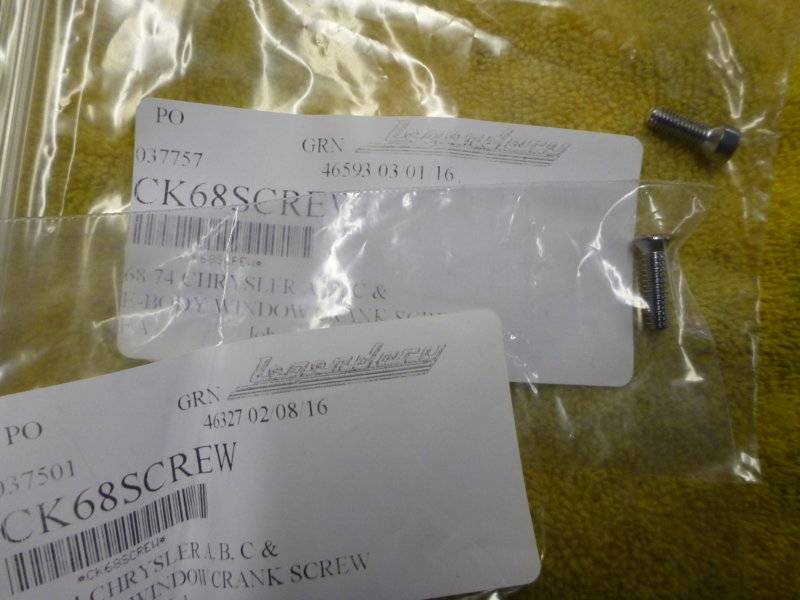 PO
GRN
037757
46593 03/01/16
CK68SCREW
68-74 CHRYSLER A, B, C &
E-BODY WINDOW CRANK SCREW
EA
PO
GRN
46327 02/08/16
037501
CK68SCREW
*CK68SCREW*
CHRYSLER A, B, C &
WINDOW CRANK SCREW